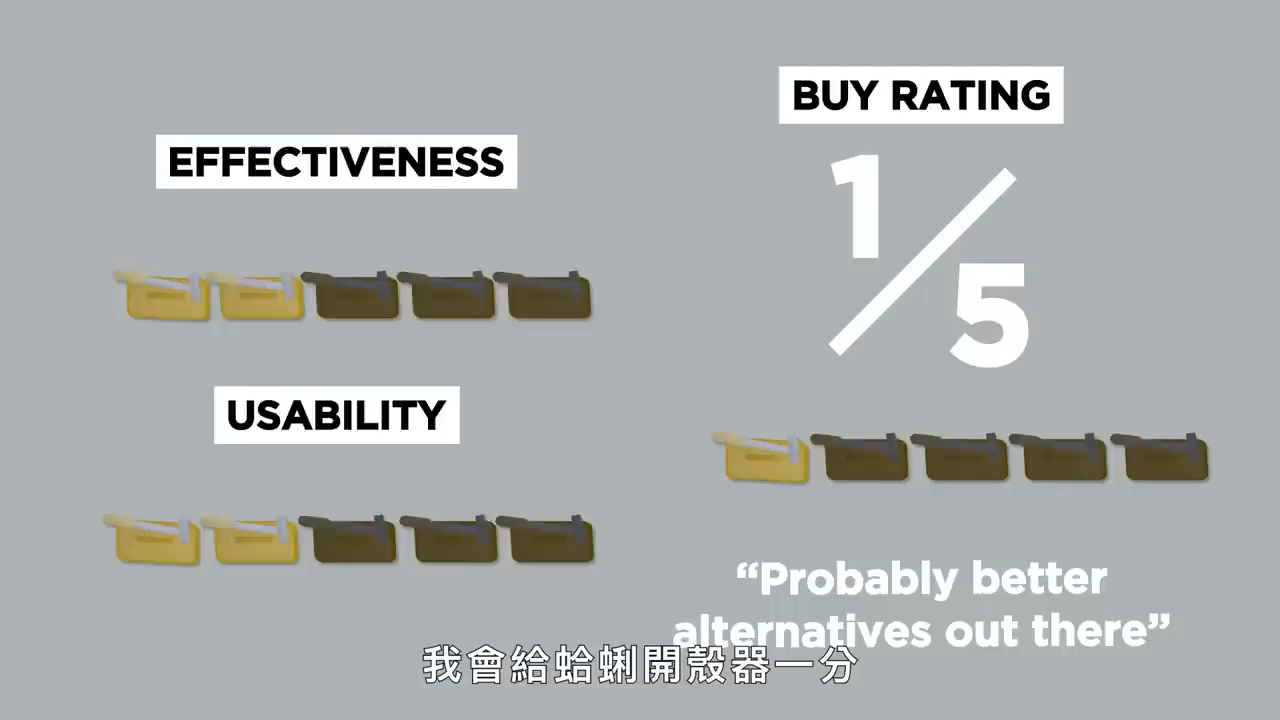 EFFECTIVENESS
USABILITY
BUY RATING
1/5
“Probably better
alternatives out there”
我會給蛤蜊開殼器一分